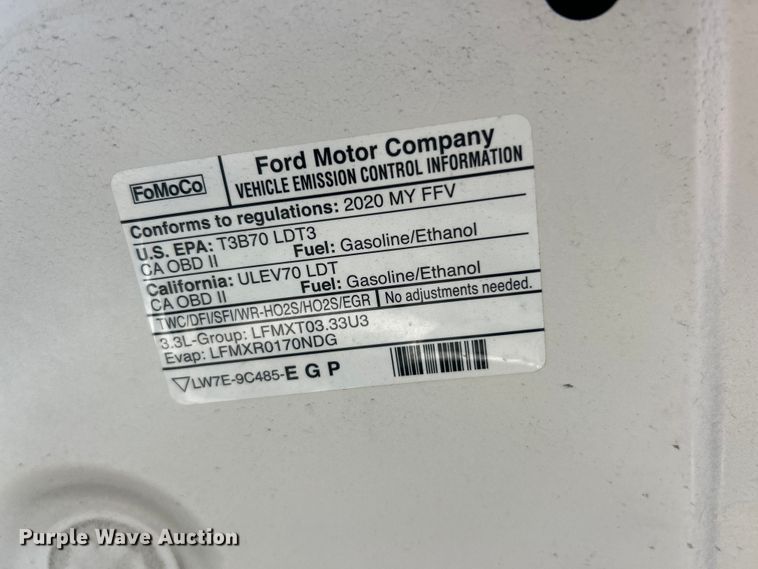 FoMoCo
Ford Motor Company
VEHICLE EMISSION CONTROL INFORMATION
Conforms to regulations: 2020 MY FFV
U.S. EPA: T3B70 LDT3
CA OBD II Fuel: Gasoline/Ethanol
California: ULEV70 LDT
CA OBD II Fuel: Gasoline/Ethanol
TWC/DFI/SFI/WR-HO2S/HO2S/EGR No adjustments needed.
3.3L-Group: LFMXT03.33U3
Evap: LFMXR0170NDG
LW7E-9C485-E G P
Purple Wave Auction